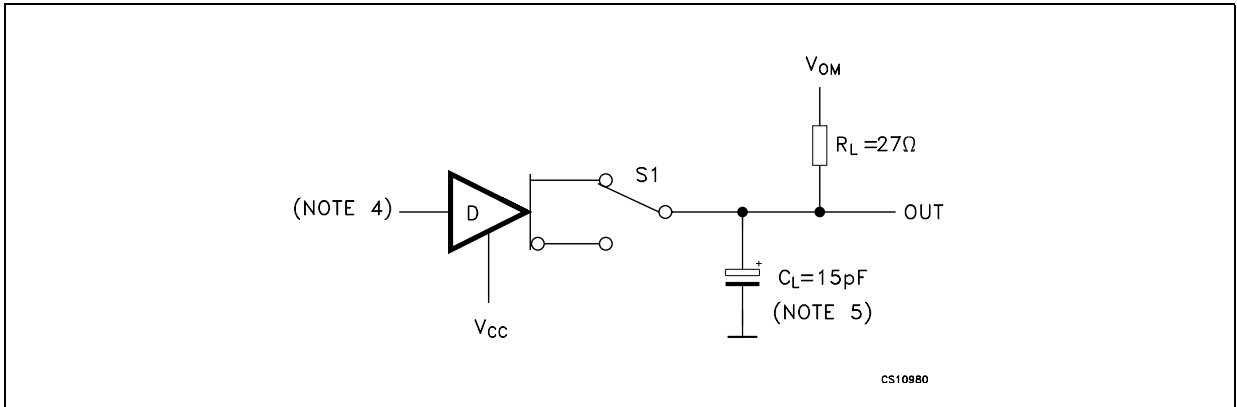 V_OM
R_L =27Ω
S1
(NOTE 4)
D
OUT
+
C_L=15pF
(NOTE 5)
V_CC
CS10980